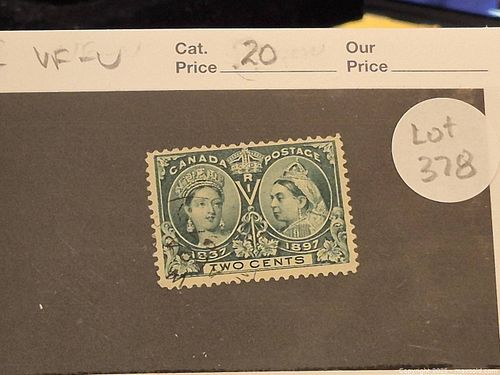 VF U
Cat. Price 20
Our Price
Lot
378
CANADA POSTAGE
V R I
1837 1897
TWO CENTS